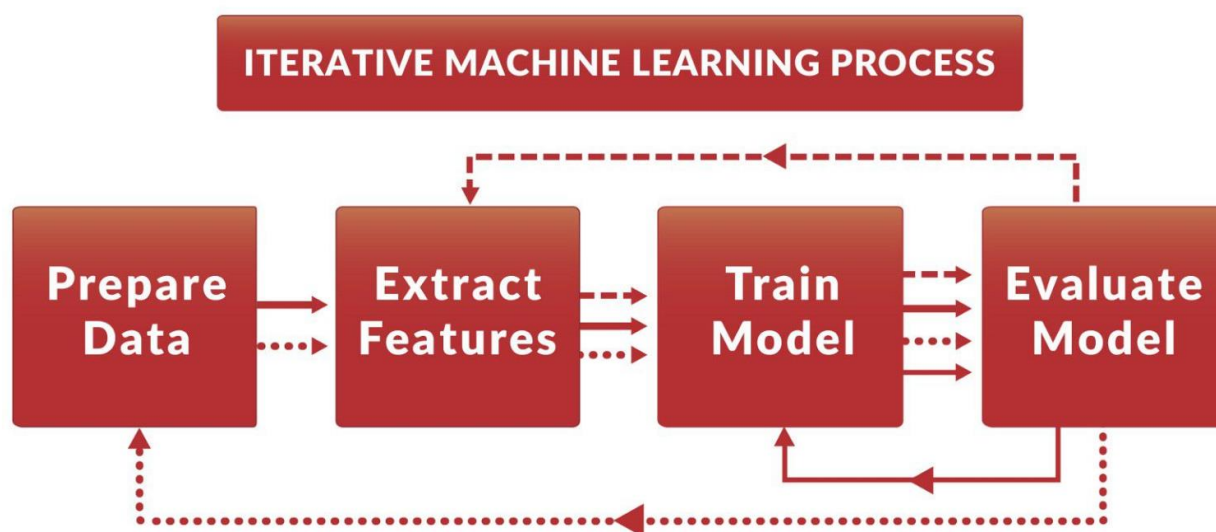 ITERATIVE MACHINE LEARNING PROCESS
Prepare
Data
Extract
Features
Train
Model
Evaluate
Model